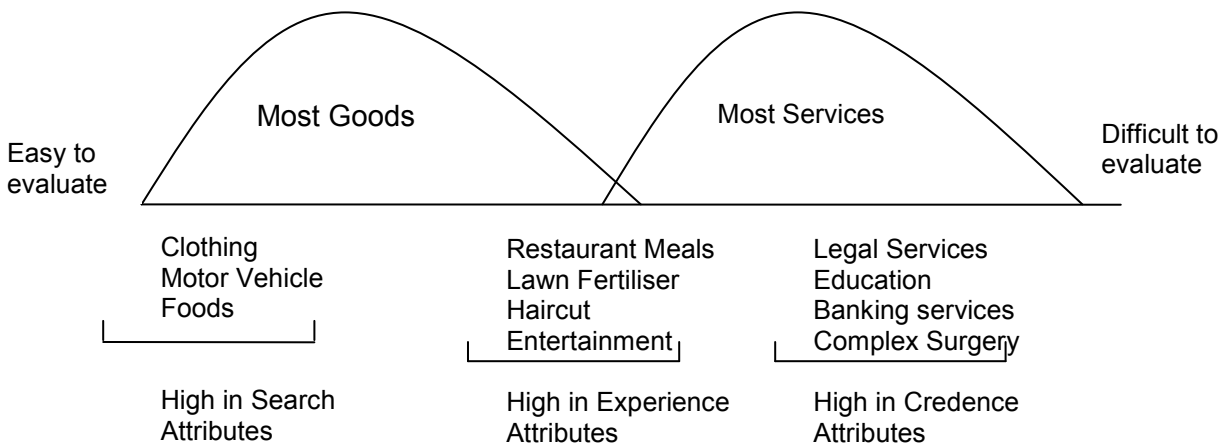 Most Goods
Most Services
Easy to
evaluate
Difficult to
evaluate
Clothing
Motor Vehicle
Foods
Restaurant Meals
Lawn Fertiliser
Haircut
Entertainment
Legal Services
Education
Banking services
Complex Surgery
High in Search
Attributes
High in Experience
Attributes
High in Credence
Attributes